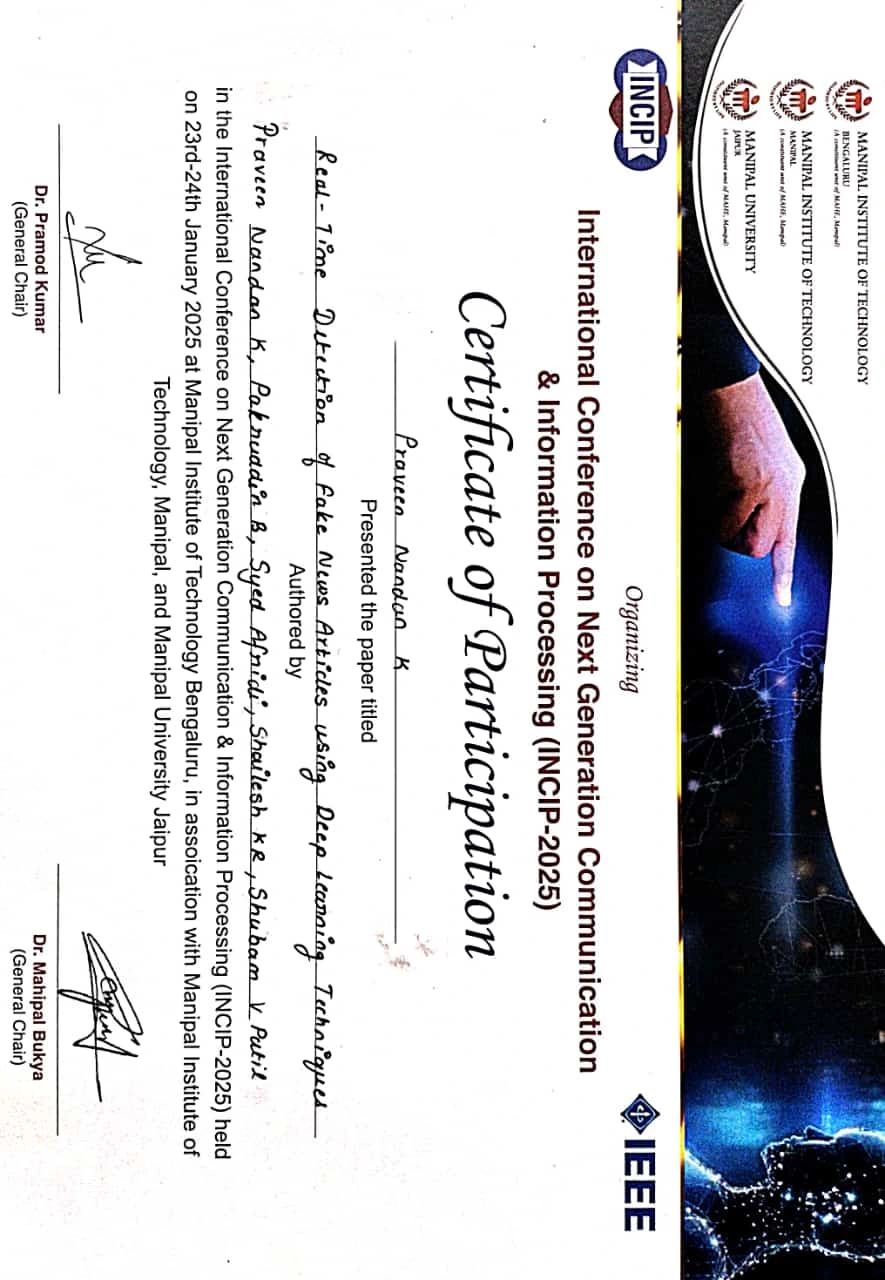 MANIPAL INSTITUTE OF TECHNOLOGY
BENGALURU
(A constituent unit of MAHE, Manipal)
MANIPAL INSTITUTE OF TECHNOLOGY
MANIPAL
(A constituent unit of MAHE, Manipal)
MANIPAL UNIVERSITY
JAIPUR
(A constituent unit of MAHE, Manipal)
INCIP
Organizing
IEEE
International Conference on Next Generation Communication
& Information Processing (INCIP-2025)
Certificate of Participation
Praveen Nandan K
Presented the paper titled
Real-Time Detection of Fake News Articles using Deep Learning Techniques
Authored by
Praveen Nandan K, Pakruddin B, Syed Afridi, Shailesh KR, Shubam V Patil
in the International Conference on Next Generation Communication & Information Processing (INCIP-2025) held
on 23rd-24th January 2025 at Manipal Institute of Technology Bengaluru, in assoication with Manipal Institute of
Technology, Manipal, and Manipal University Jaipur
Dr. Pramod Kumar
(General Chair)
Dr. Mahipal Bukya
(General Chair)